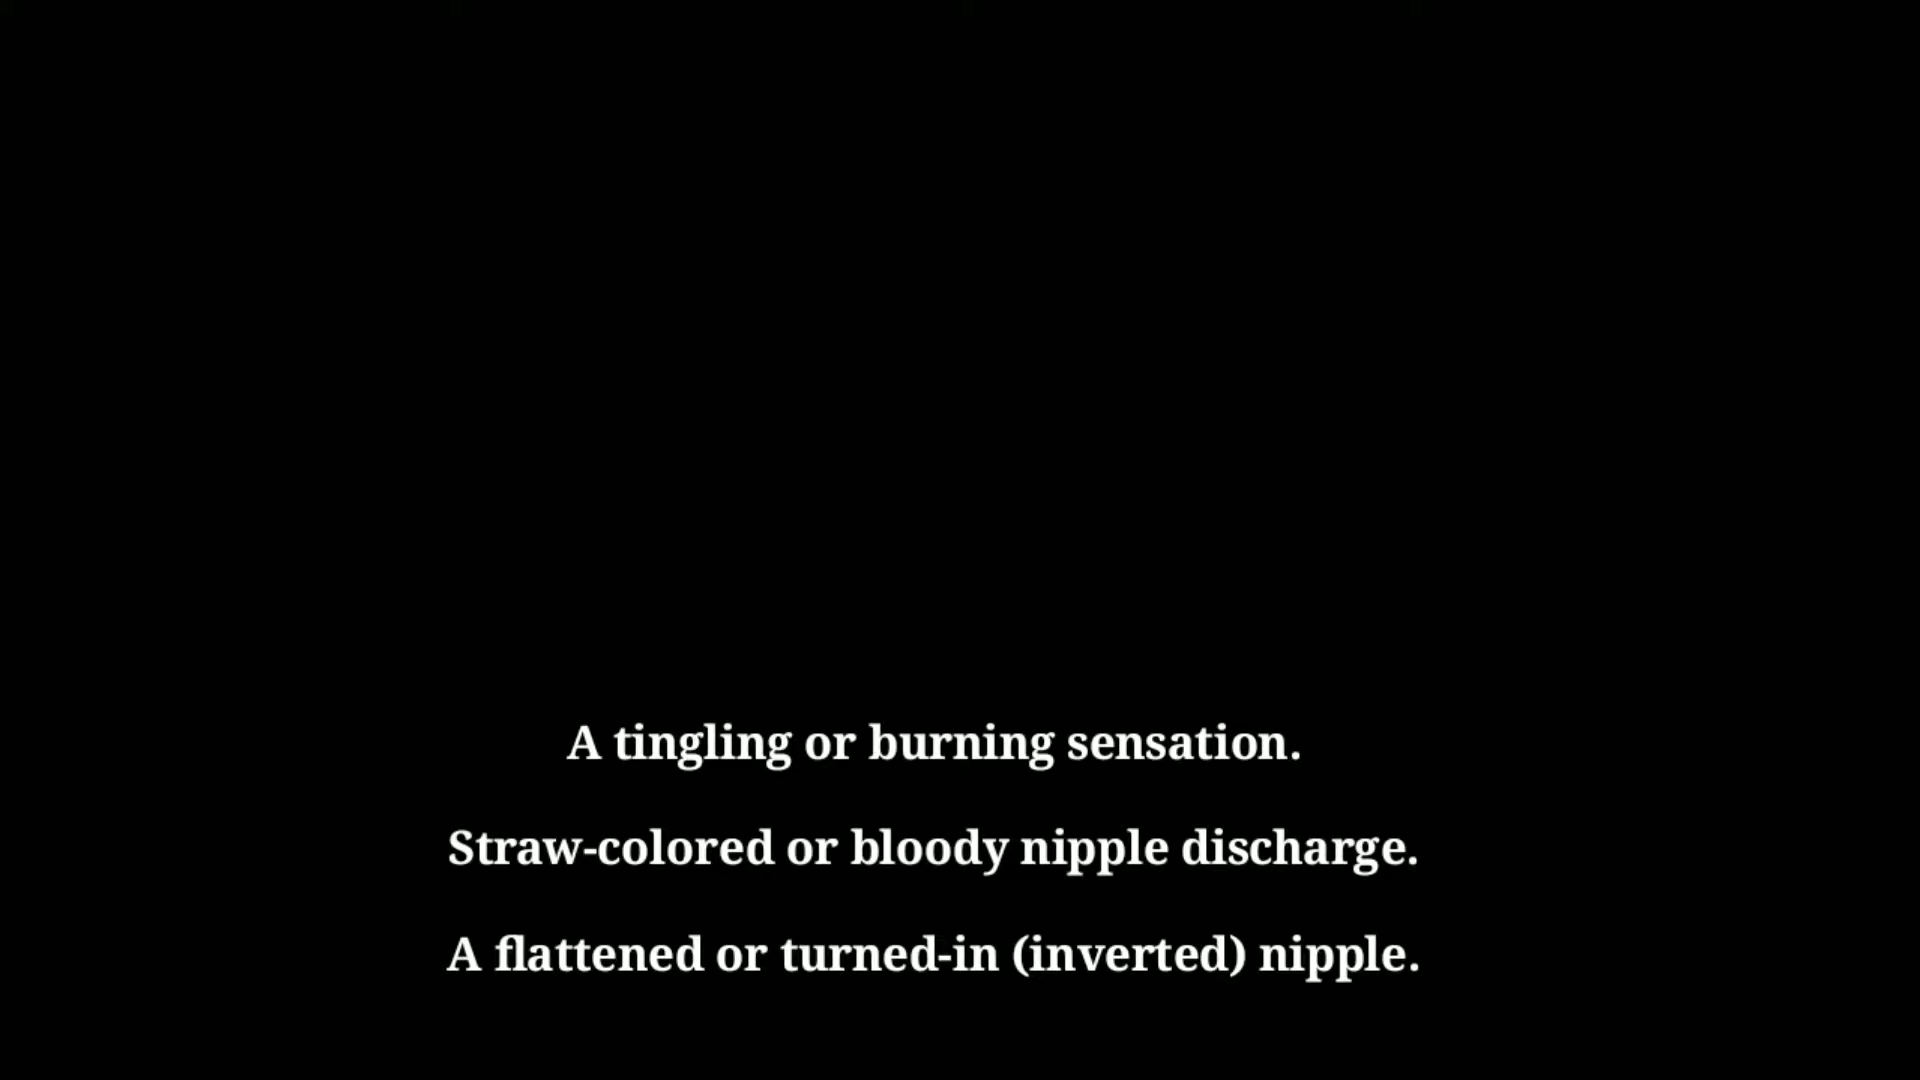 A tingling or burning sensation.
Straw-colored or bloody nipple discharge.
A flattened or turned-in (inverted) nipple.